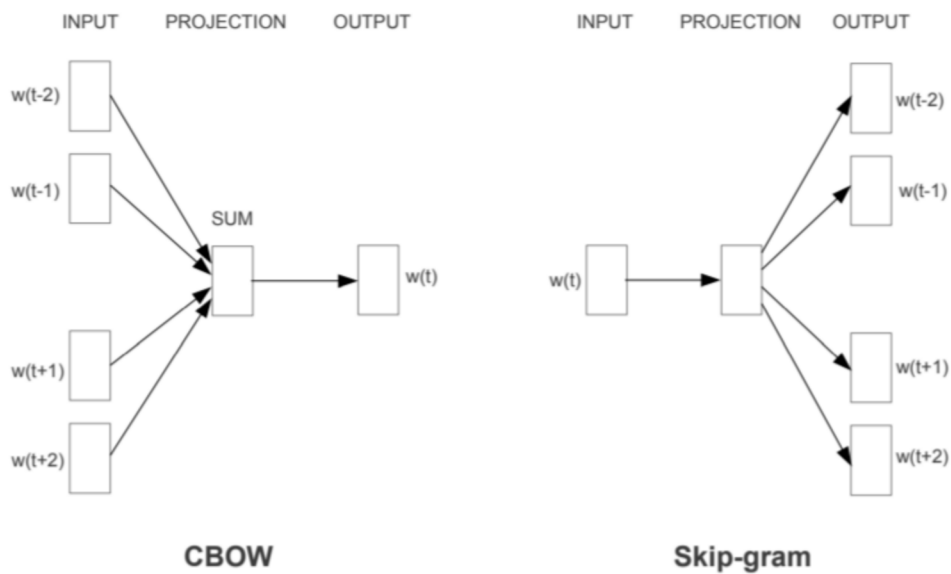 INPUT PROJECTION OUTPUT
w(t-2)
w(t-1)
SUM
w(t)
w(t+1)
w(t+2)
CBOW
INPUT PROJECTION OUTPUT
w(t-2)
w(t-1)
w(t)
w(t+1)
w(t+2)
Skip-gram